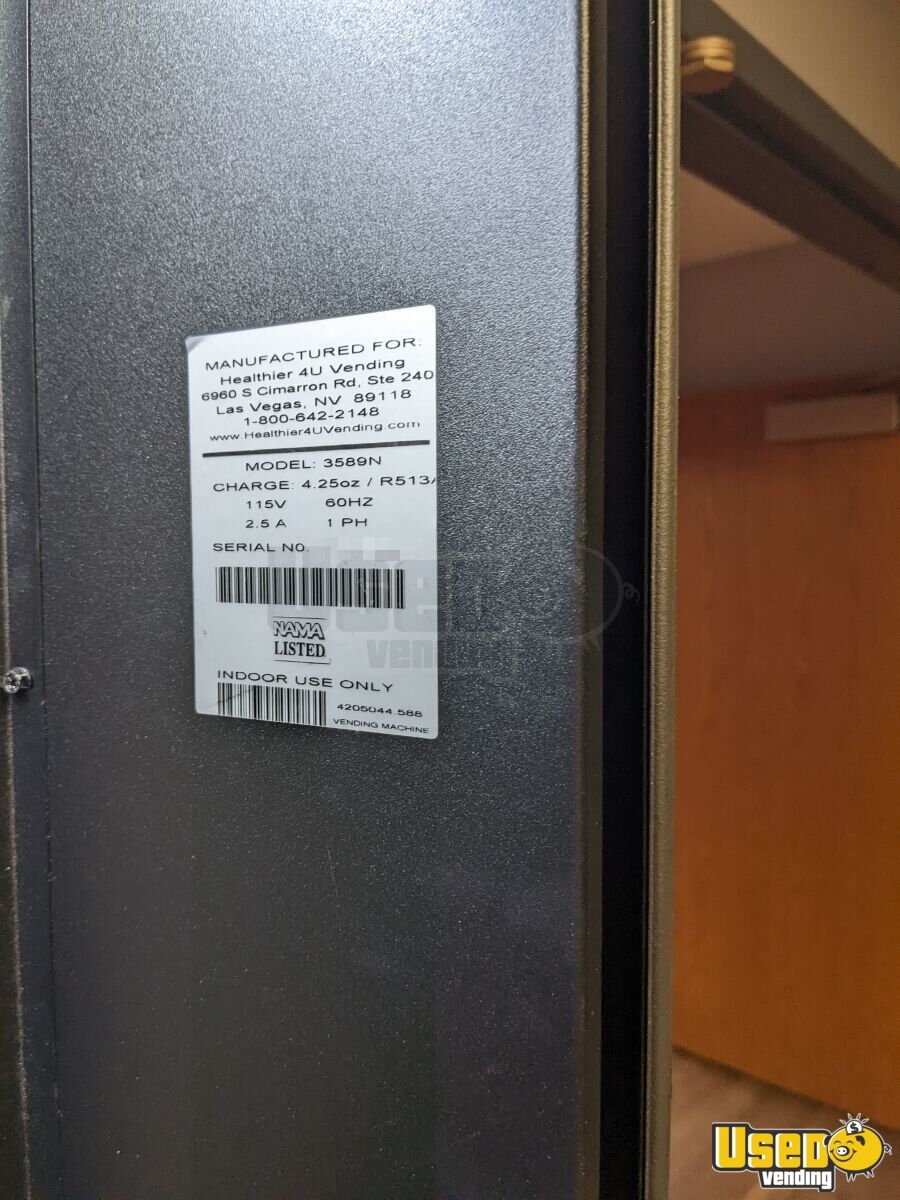 MANUFACTURED FOR:
Healthier 4U Vending
6960 S Cimarron Rd, Ste 240
Las Vegas, NV 89118
1-800-642-2148
www.Healthier4UVending.com
MODEL: 3589N
CHARGE: 4.25oz / R513A
115V 60HZ
2.5 A 1 PH
SERIAL NO.
NAMA
LISTED
INDOOR USE ONLY
4205044.588
VENDING MACHINE
Used
vending
Used
vending